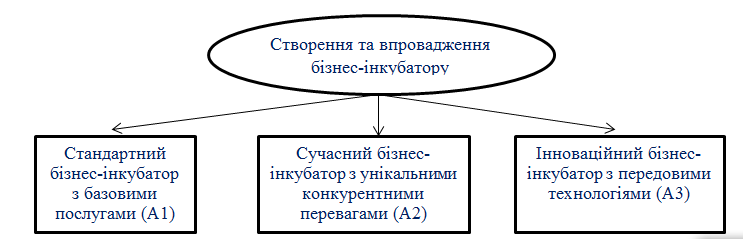 Створення та впровадження
бізнес-інкубатору
Стандартний
бізнес-інкубатор
з базовими
послугами (А1)
Сучасний бізнес-
інкубатор з унікальними
конкурентними
перевагами (А2)
Інноваційний бізнес-
інкубатор з передовими
технологіями (А3)